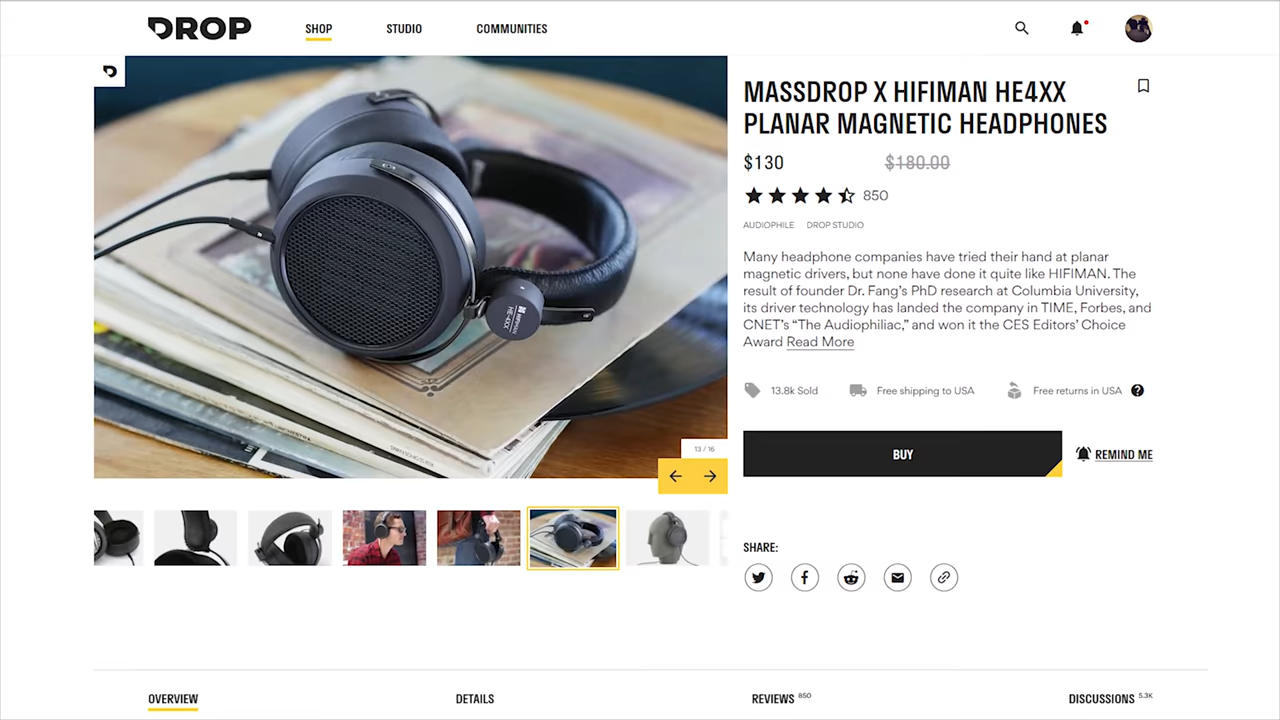 DROP
SHOP
STUDIO
COMMUNITIES
MASSDROP X HIFIMAN HE4XX
PLANAR MAGNETIC HEADPHONES
$130
$180.00
850
AUDIOPHILE
DROP STUDIO
Many headphone companies have tried their hand at planar
magnetic drivers, but none have done it quite like HIFIMAN. The
result of founder Dr. Fang's PhD research at Columbia University,
its driver technology has landed the company in TIME, Forbes, and
CNET's “The Audiophiliac,” and won it the CES Editors' Choice
Award Read More
13.8k Sold
Free shipping to USA
Free returns in USA ?
BUY
REMIND ME
HIFIMAN
HE4XX
13 / 16
SHARE:
OVERVIEW
DETAILS
REVIEWS 850
DISCUSSIONS 5.3K